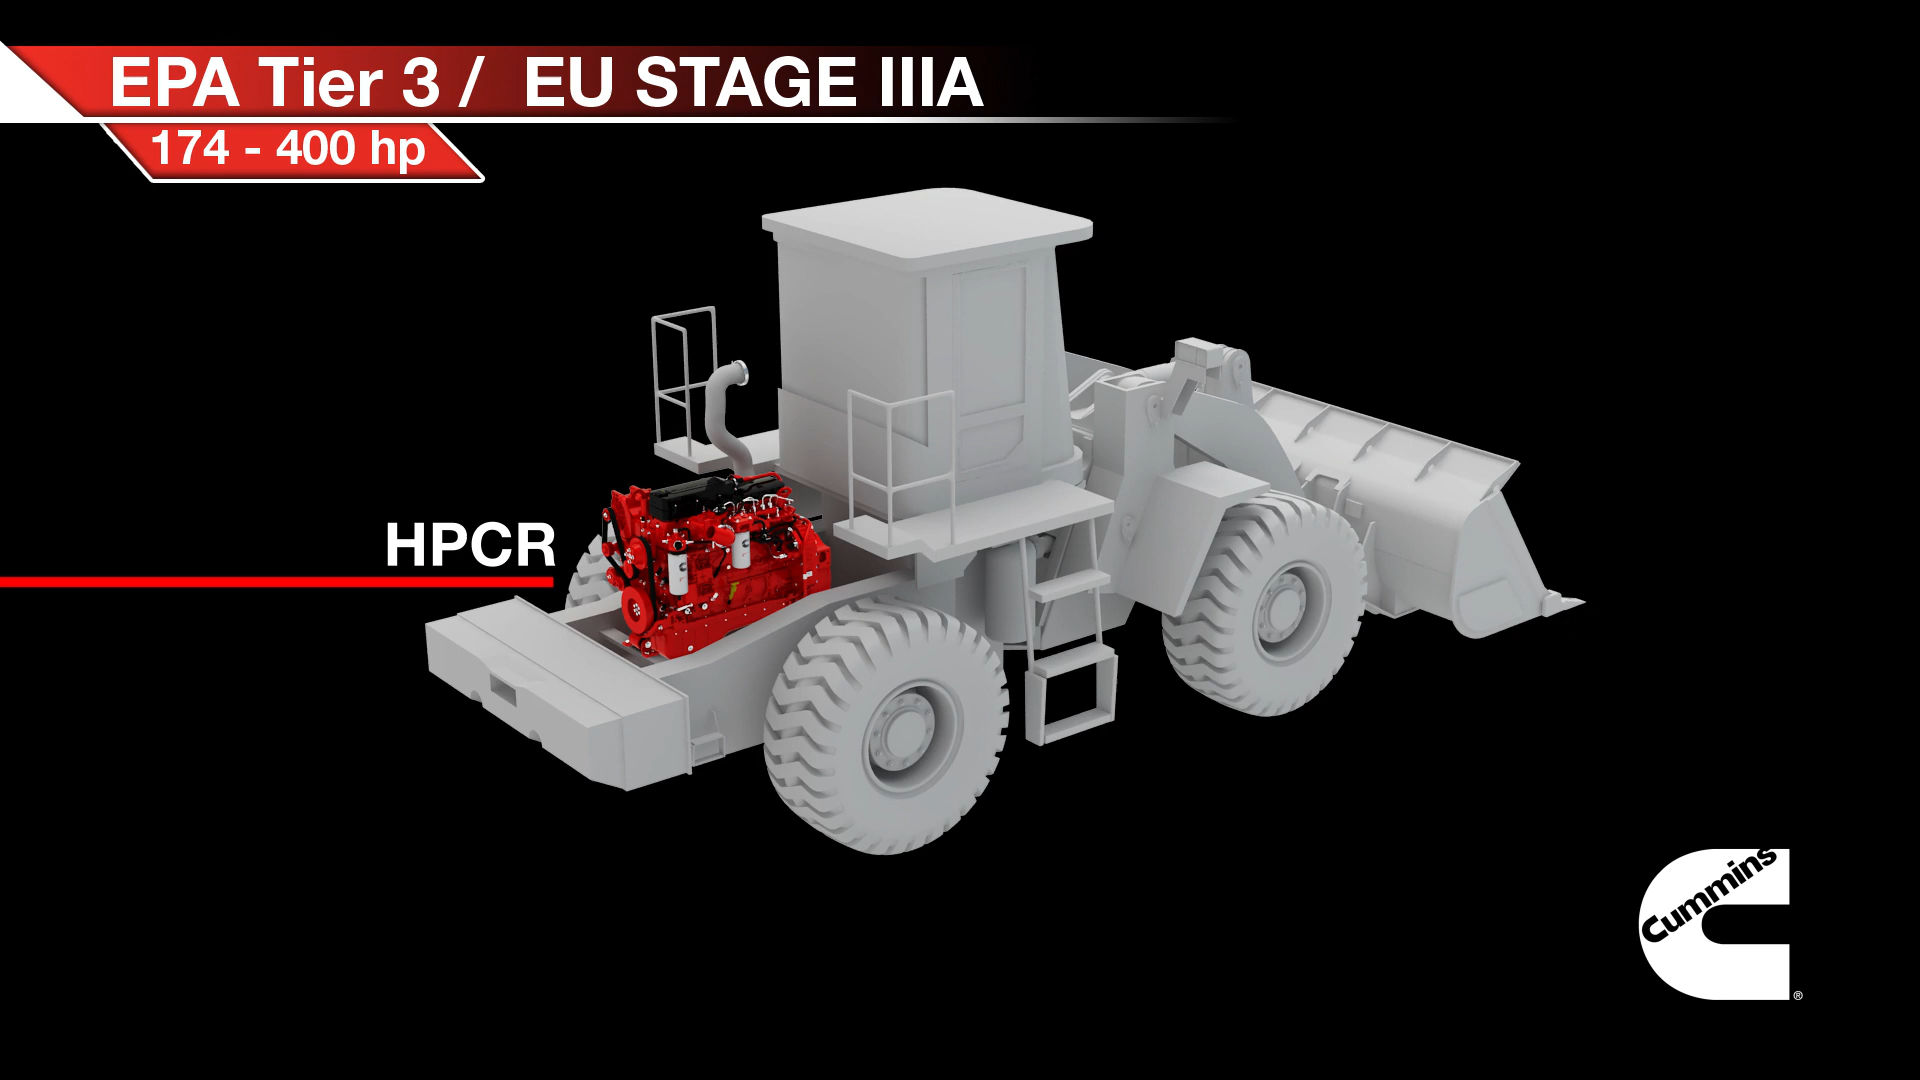 EPA Tier 3 / EU STAGE IIIA
174 - 400 hp
HPCR
Cummins
®